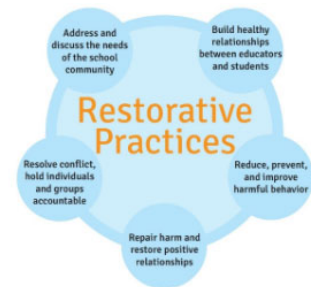 Address and
discuss the needs
of the school
community
Build healthy
relationships
between educators
and students
Restorative
Practices
Resolve conflict,
hold individuals
and groups
accountable
Reduce, prevent,
and improve
harmful behavior
Repair harm and
restore positive
relationships